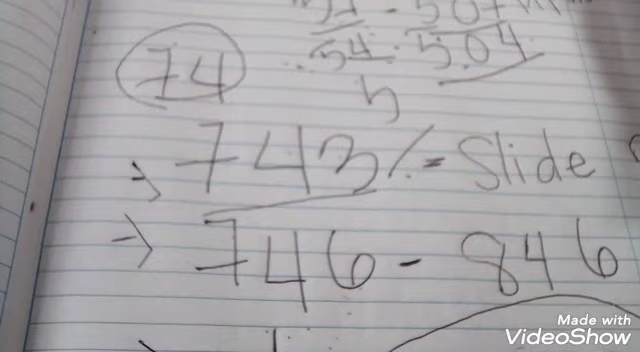 54 . 504
74
5
→ 743% = Slide
→ 746 - 846
Made with
VideoShow